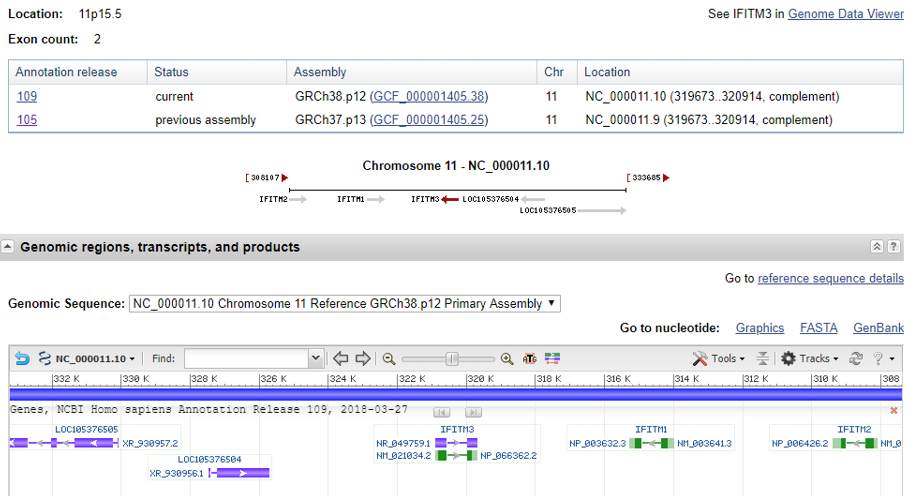 Location: 11p15.5
See IFITM3 in Genome Data Viewer
Exon count: 2
Annotation release Status Assembly Chr Location
109 current GRCh38.p12 (GCF_000001405.38) 11 NC_000011.10 (319673..320914, complement)
105 previous assembly GRCh37.p13 (GCF_000001405.25) 11 NC_000011.9 (319673..320914, complement)
Chromosome 11 - NC_000011.10
[ 308107 333685
IFITM2 IFITM1 IFITM3 LOC105376504
LOC105376505
Genomic regions, transcripts, and products
Go to reference sequence details
Genomic Sequence: NC_000011.10 Chromosome 11 Reference GRCh38.p12 Primary Assembly
Go to nucleotide: Graphics FASTA GenBank
NC_000011.10 Find: ATG Tools Tracks ?
332 K 330 K 328 K 326 K 324 K 322 K 320 K 318 K 316 K 314 K 312 K 310 K 308
Genes, NCBI Homo sapiens Annotation Release 109, 2018-03-27
LOC105376505 IFITM3 IFITM1 IFITM2
XR_930957.2 NR_049759.1 NP_003632.3 NM_003641.3 NP_006426.2 NM_0
NM_021034.2 NP_066362.2
LOC105376504
XR_930956.1